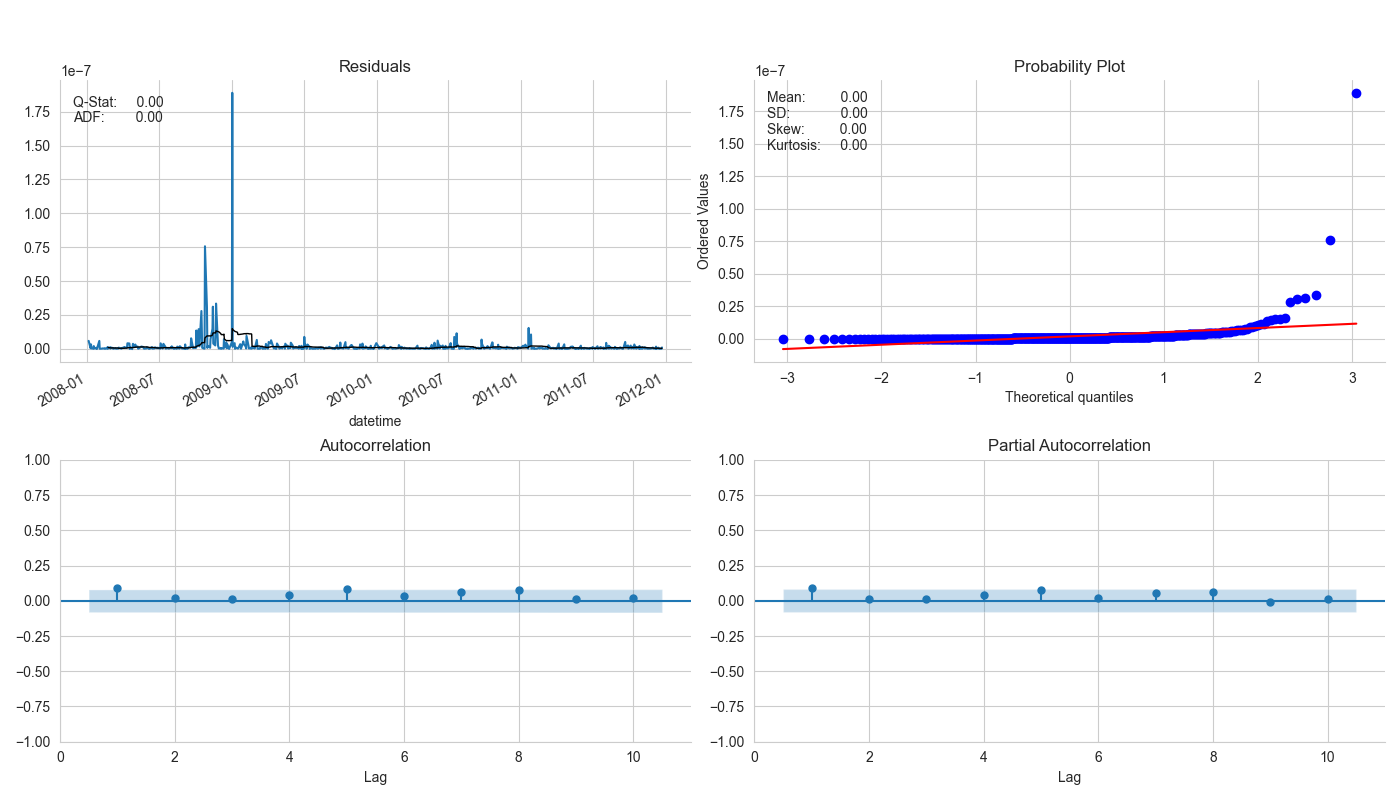 Residuals
1e−7
Q-Stat: 0.00
ADF: 0.00
1.75
1.50
1.25
1.00
0.75
0.50
0.25
0.00
2008-01
2008-07
2009-01
2009-07
2010-01
2010-07
2011-01
2011-07
2012-01
datetime
Probability Plot
1e−7
Mean: 0.00
SD: 0.00
Skew: 0.00
Kurtosis: 0.00
Ordered Values
1.75
1.50
1.25
1.00
0.75
0.50
0.25
0.00
−3 −2 −1 0 1 2 3
Theoretical quantiles
Autocorrelation
1.00
0.75
0.50
0.25
0.00
−0.25
−0.50
−0.75
−1.00
0 2 4 6 8 10
Lag
Partial Autocorrelation
1.00
0.75
0.50
0.25
0.00
−0.25
−0.50
−0.75
−1.00
0 2 4 6 8 10
Lag